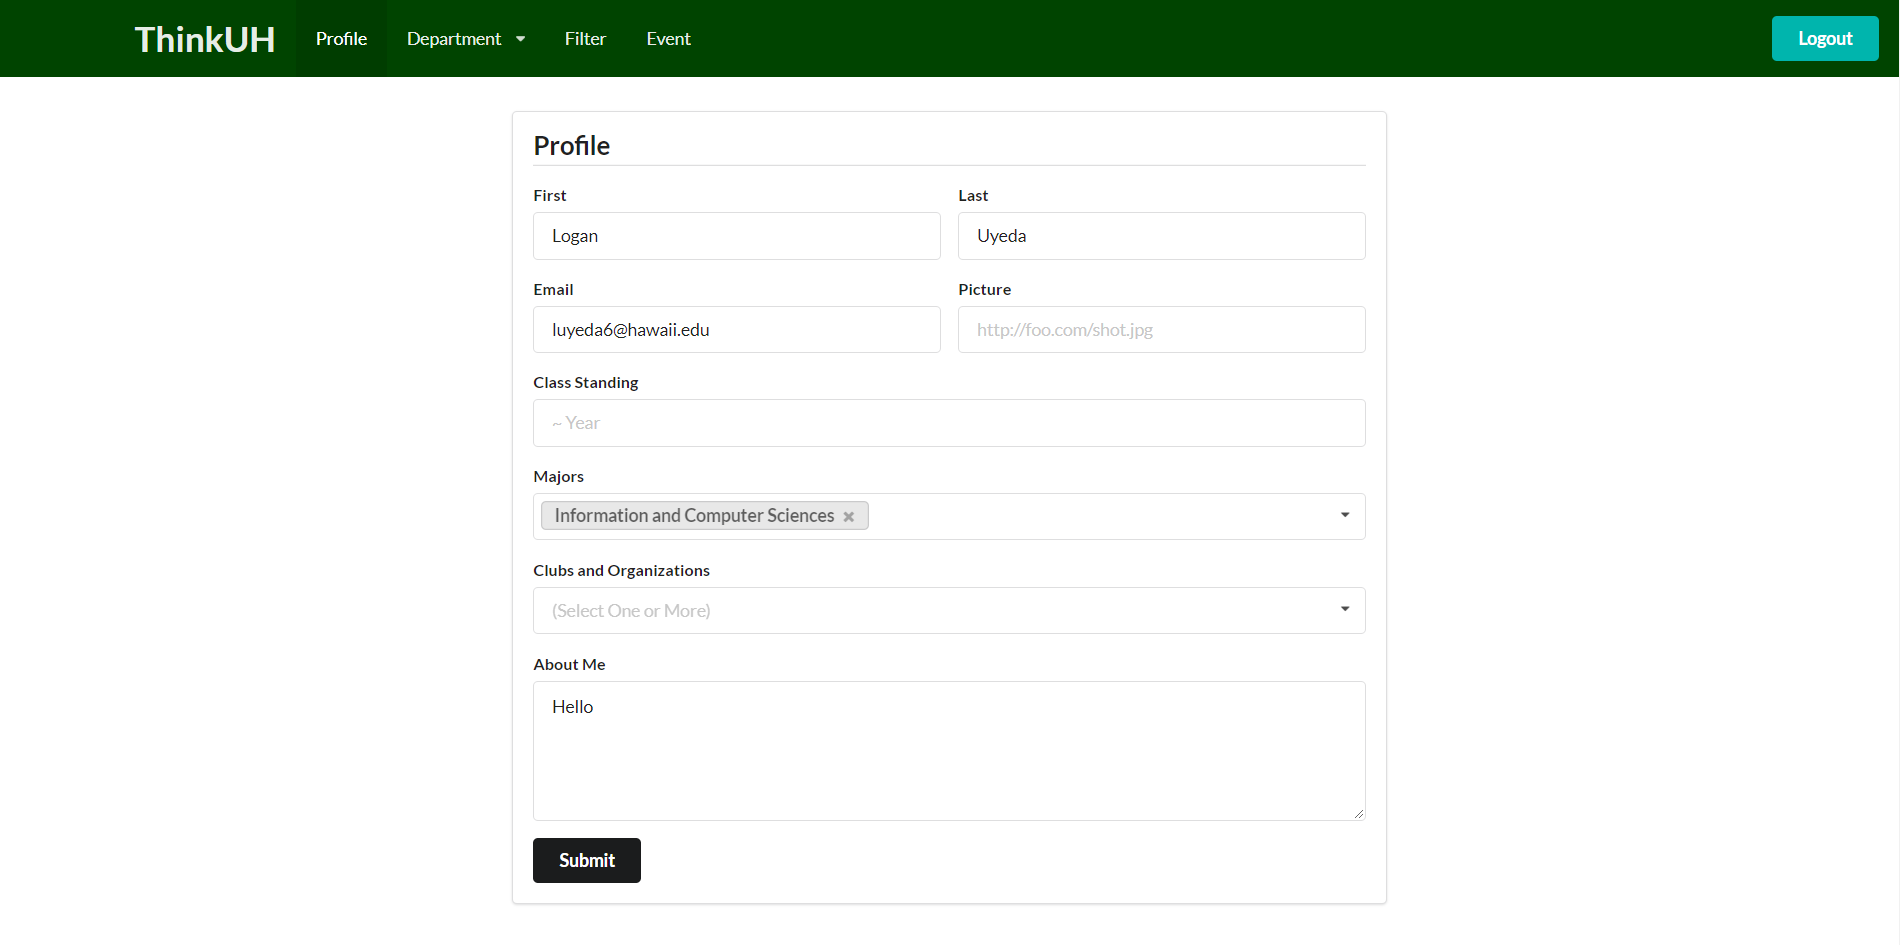 ThinkUH Profile Department Filter Event Logout
Profile
First Last
Logan Uyeda
Email Picture
luyeda6@hawaii.edu http://foo.com/shot.jpg
Class Standing
~ Year
Majors
Information and Computer Sciences
Clubs and Organizations
(Select One or More)
About Me
Hello
Submit